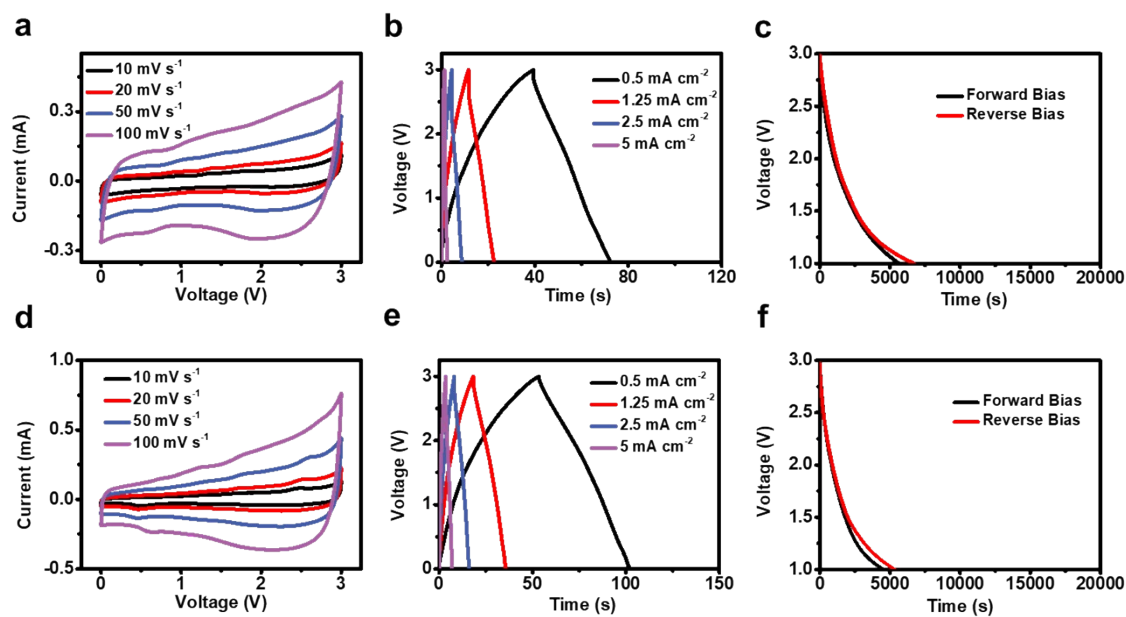 a
10 mV s⁻¹
20 mV s⁻¹
50 mV s⁻¹
100 mV s⁻¹
0.3
0.0
-0.3
Current (mA)
0 1 2 3
Voltage (V)
b
0.5 mA cm⁻²
1.25 mA cm⁻²
2.5 mA cm⁻²
5 mA cm⁻²
3
2
1
0
Voltage (V)
0 40 80 120
Time (s)
c
Forward Bias
Reverse Bias
3.0
2.5
2.0
1.5
1.0
Voltage (V)
0 5000 10000 15000 20000
Time (s)
d
10 mV s⁻¹
20 mV s⁻¹
50 mV s⁻¹
100 mV s⁻¹
1.0
0.5
0.0
-0.5
Current (mA)
0 1 2 3
Voltage (V)
e
0.5 mA cm⁻²
1.25 mA cm⁻²
2.5 mA cm⁻²
5 mA cm⁻²
3
2
1
0
Voltage (V)
0 50 100 150
Time (s)
f
Forward Bias
Reverse Bias
3.0
2.5
2.0
1.5
1.0
Voltage (V)
0 5000 10000 15000 20000
Time (s)